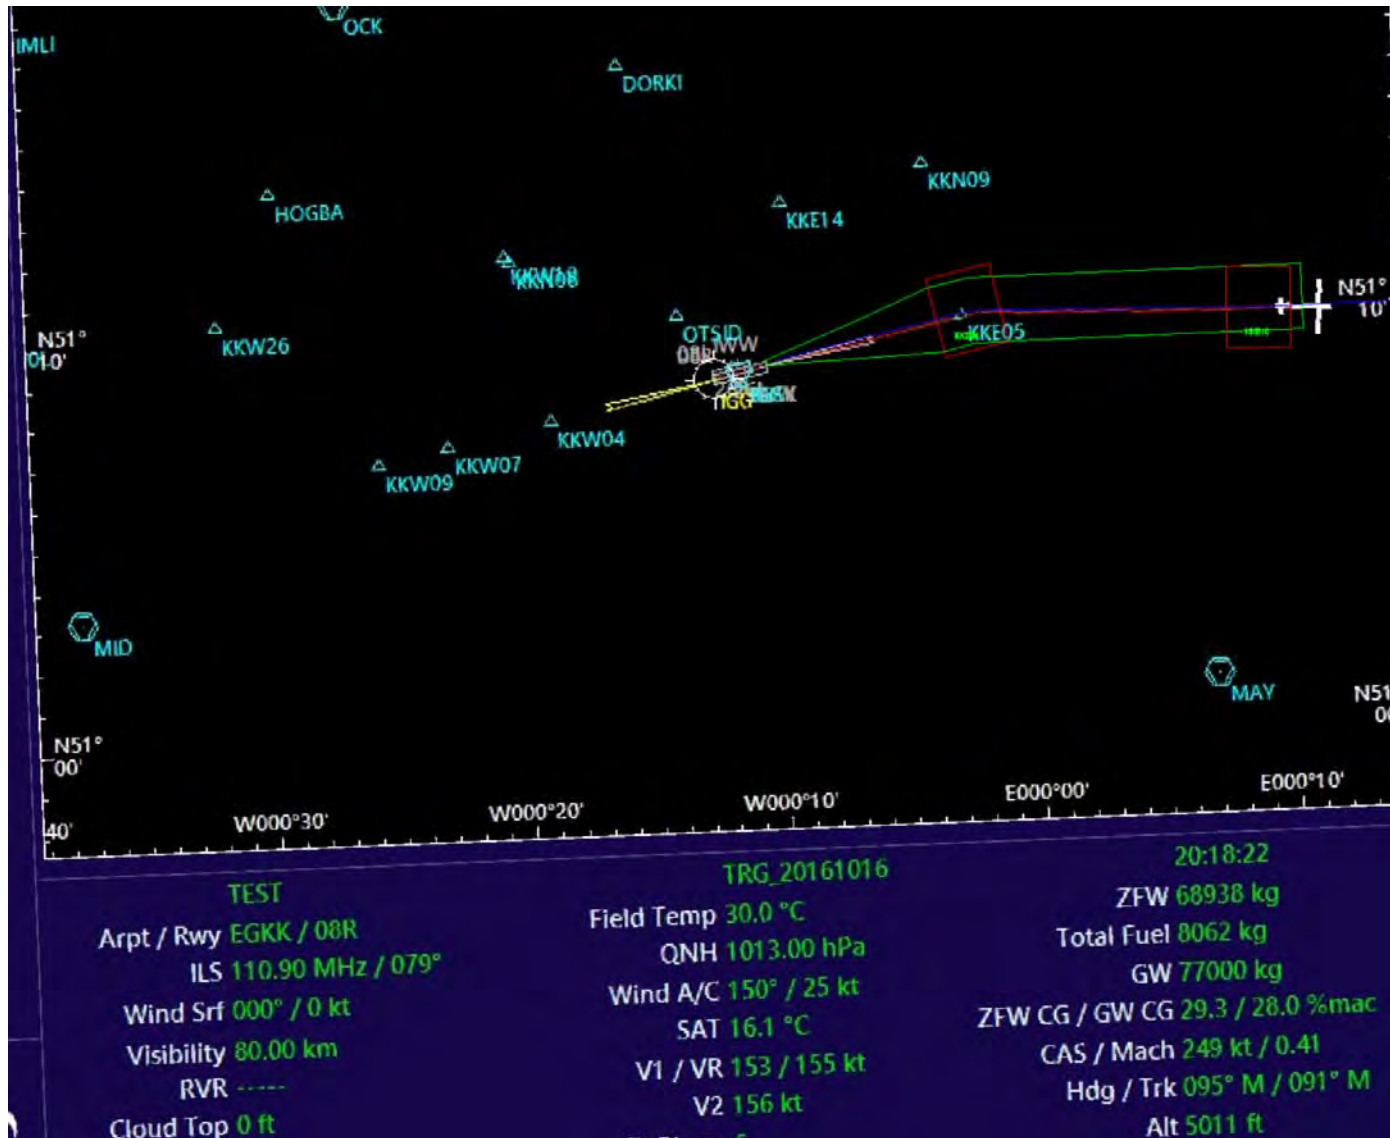 OCK
IMLI
DORKI
KKN09
HOGBA
KKE14
N51°
10'
OTSID
KKE05
N51°
10'
KKW26
KKW04
KKW07
KKW09
MID
MAY
N51
N51°
00'
40'
W000°30'
W000°20'
W000°10'
E000°00'
E000°10'
TEST
TRG_20161016
20:18:22
Arpt / Rwy EGKK / 08R
Field Temp 30.0 °C
ZFW 68938 kg
ILS 110.90 MHz / 079°
QNH 1013.00 hPa
Total Fuel 8062 kg
Wind Srf 000° / 0 kt
Wind A/C 150° / 25 kt
GW 77000 kg
Visibility 80.00 km
SAT 16.1 °C
ZFW CG / GW CG 29.3 / 28.0 %mac
RVR -----
V1 / VR 153 / 155 kt
CAS / Mach 249 kt / 0.41
Cloud Top 0 ft
V2 156 kt
Hdg / Trk 095° M / 091° M
Alt 5011 ft